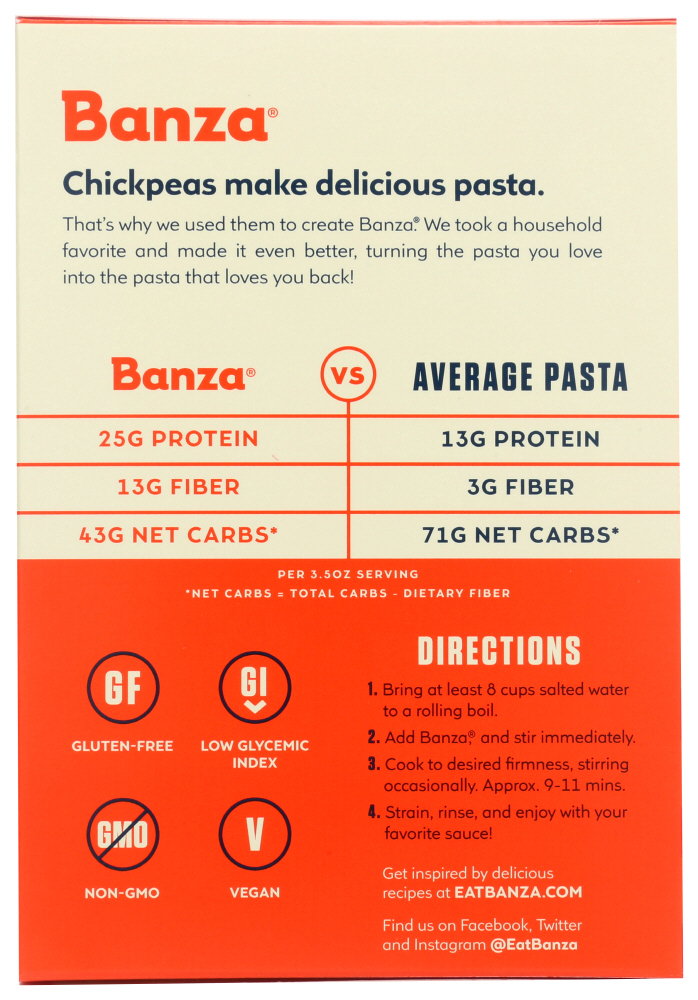 Banza®
Chickpeas make delicious pasta.
That's why we used them to create Banza.® We took a household
favorite and made it even better, turning the pasta you love
into the pasta that loves you back!
Banza® VS AVERAGE PASTA
25G PROTEIN 13G PROTEIN
13G FIBER 3G FIBER
43G NET CARBS* 71G NET CARBS*
PER 3.5OZ SERVING
*NET CARBS = TOTAL CARBS - DIETARY FIBER
GF
GLUTEN-FREE
GI
LOW GLYCEMIC
INDEX
GMO
NON-GMO
V
VEGAN
DIRECTIONS
1. Bring at least 8 cups salted water
to a rolling boil.
2. Add Banza,® and stir immediately.
3. Cook to desired firmness, stirring
occasionally. Approx. 9-11 mins.
4. Strain, rinse, and enjoy with your
favorite sauce!
Get inspired by delicious
recipes at EATBANZA.COM
Find us on Facebook, Twitter
and Instagram @EatBanza